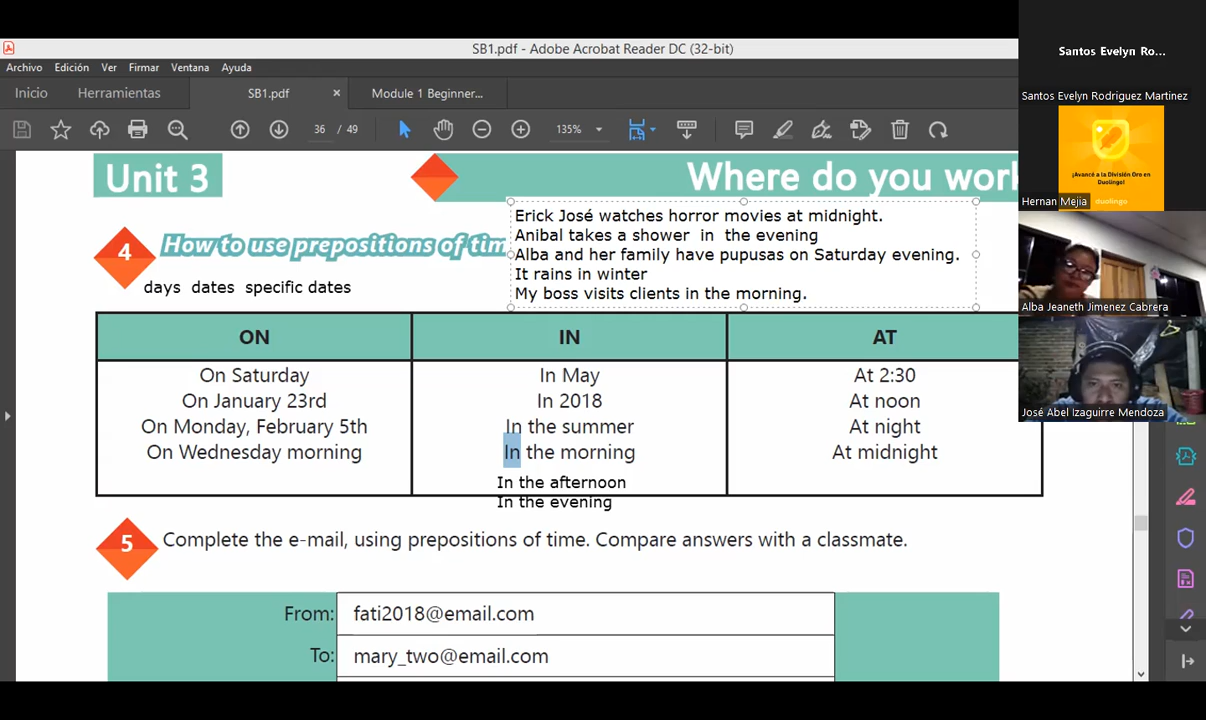 SB1.pdf - Adobe Acrobat Reader DC (32-bit)
Archivo Edición Ver Firmar Ventana Ayuda
Inicio Herramientas SB1.pdf × Module 1 Beginner...
36 / 49 135%
Unit 3
Where do you work
4 How to use prepositions of tim
days dates specific dates
Erick José watches horror movies at midnight.
Anibal takes a shower in the evening
Alba and her family have pupusas on Saturday evening.
It rains in winter
My boss visits clients in the morning.
ON IN AT
On Saturday In May At 2:30
On January 23rd In 2018 At noon
On Monday, February 5th In the summer At night
On Wednesday morning In the morning At midnight
In the afternoon
In the evening
5 Complete the e-mail, using prepositions of time. Compare answers with a classmate.
From: fati2018@email.com
To: mary_two@email.com
Santos Evelyn Ro...
Santos Evelyn Rodriguez Martinez
¡Avancé a la División Oro en
Duolingo!
duolingo
Hernan Mejia
Alba Jeaneth Jimenez Cabrera
José Abel Izaguirre Mendoza